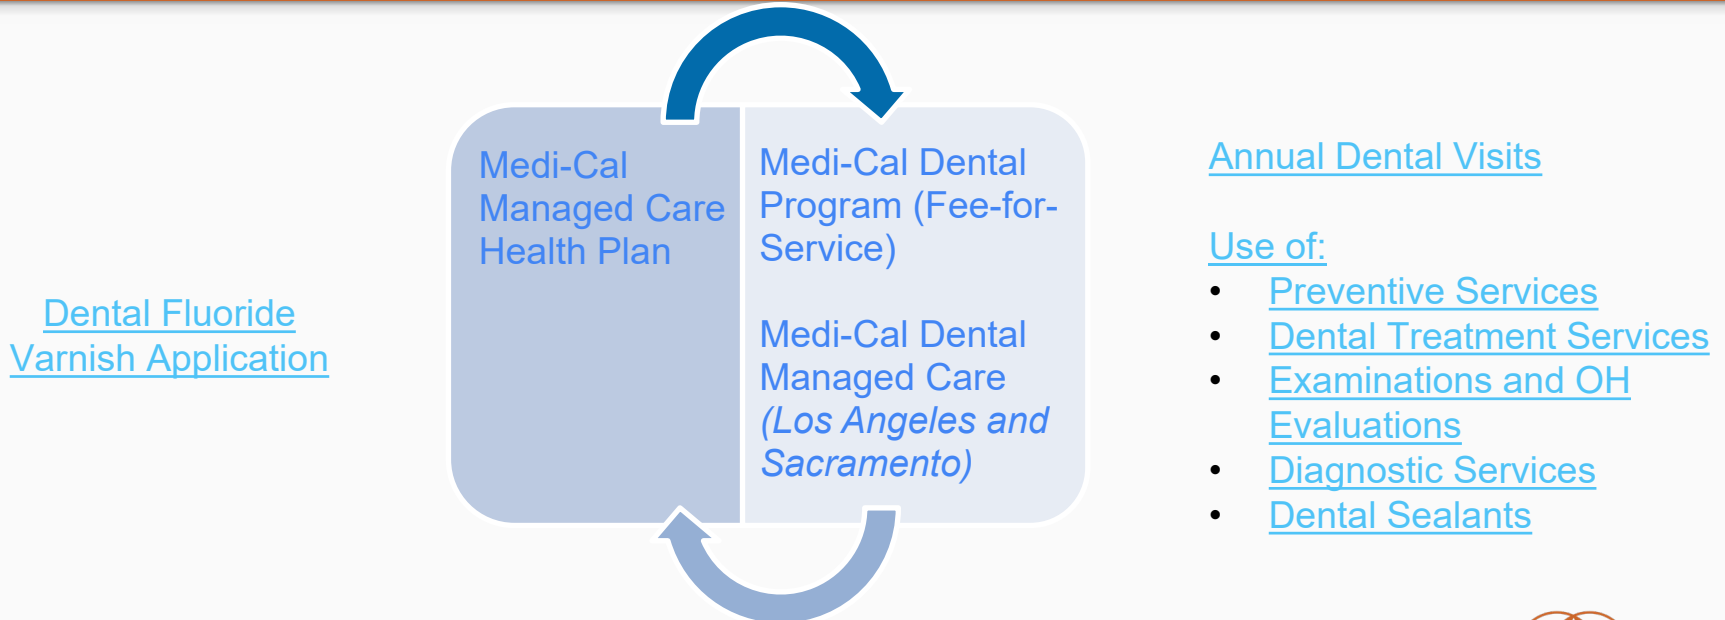 Dental Fluoride
Varnish Application
Medi-Cal
Managed Care
Health Plan
Medi-Cal Dental
Program (Fee-for-
Service)
Medi-Cal Dental
Managed Care
(Los Angeles and
Sacramento)
Annual Dental Visits
Use of:
• Preventive Services
• Dental Treatment Services
• Examinations and OH
Evaluations
• Diagnostic Services
• Dental Sealants